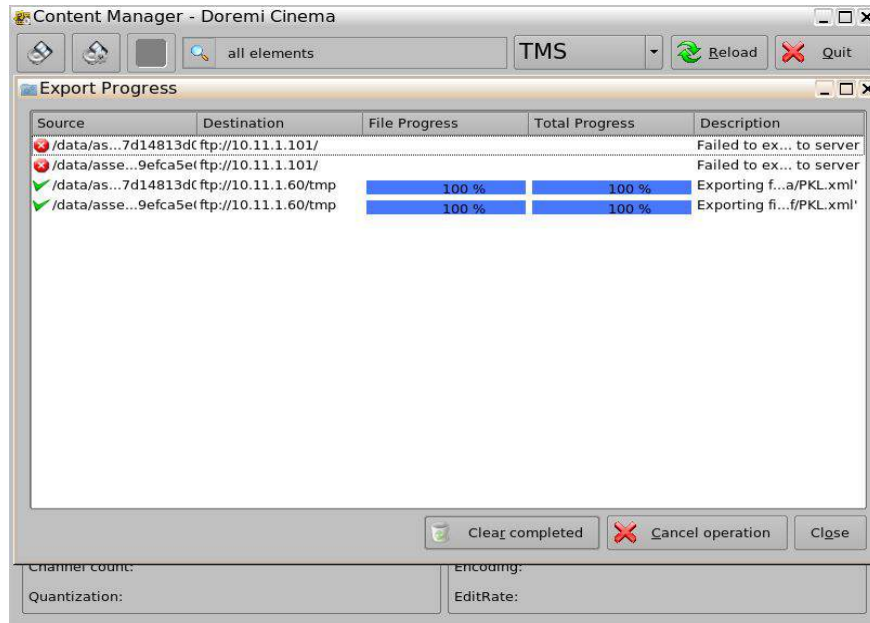 Content Manager - Doremi Cinema
all elements
TMS
Reload
Quit
Export Progress
Source Destination File Progress Total Progress Description
/data/as...7d14813d( ftp://10.11.1.101/ Failed to ex... to server
/data/asse...9efca5e( ftp://10.11.1.101/ Failed to ex... to server
/data/as...7d14813d( ftp://10.11.1.60/tmp 100 % 100 % Exporting f...a/PKL.xml'
/data/asse...9efca5e( ftp://10.11.1.60/tmp 100 % 100 % Exporting fi...f/PKL.xml'
Clear completed
Cancel operation
Close
Channel count:
Encoding:
Quantization:
EditRate: